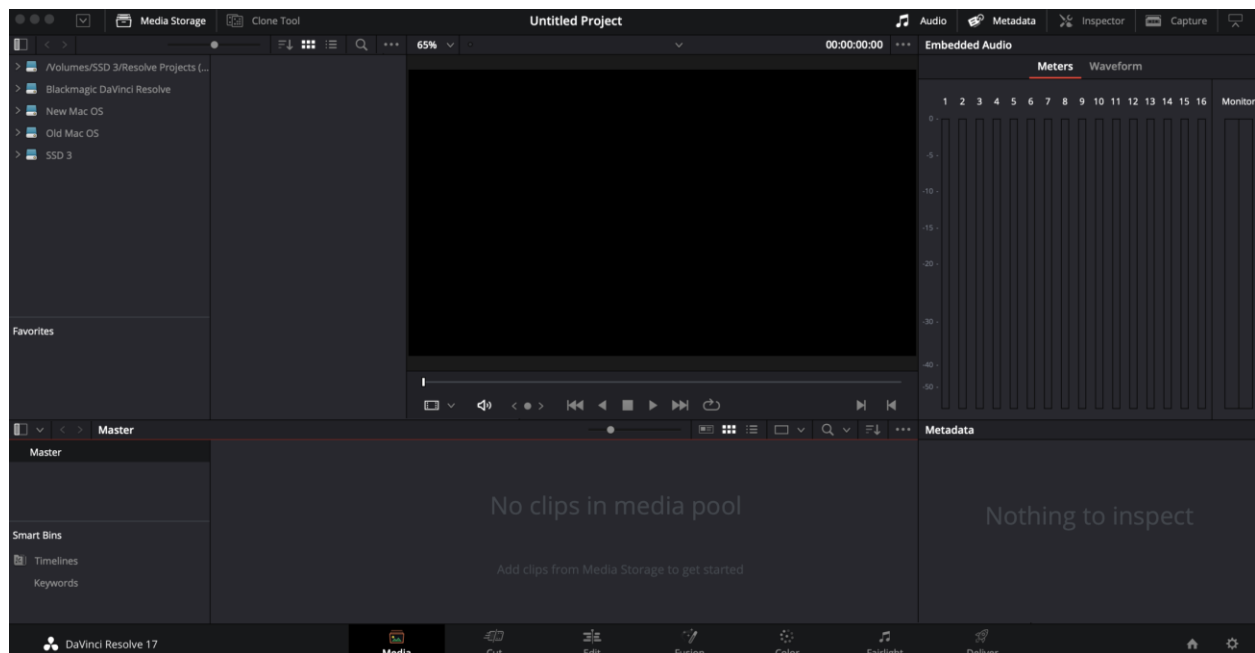 Media Storage Clone Tool Untitled Project Audio Metadata Inspector Capture
65% 00:00:00:00 Embedded Audio
Meters Waveform
/Volumes/SSD 3/Resolve Projects (...
Blackmagic DaVinci Resolve
New Mac OS
Old Mac OS
SSD 3
Favorites
1 2 3 4 5 6 7 8 9 10 11 12 13 14 15 16 Monitor
0 -
-5 -
-10 -
-15 -
-20 -
-30 -
-40 -
-50 -
Master Metadata
Master
No clips in media pool
Add clips from Media Storage to get started
Nothing to inspect
Smart Bins
Timelines
Keywords
DaVinci Resolve 17 Media Cut Edit Fusion Color Fairlight Deliver